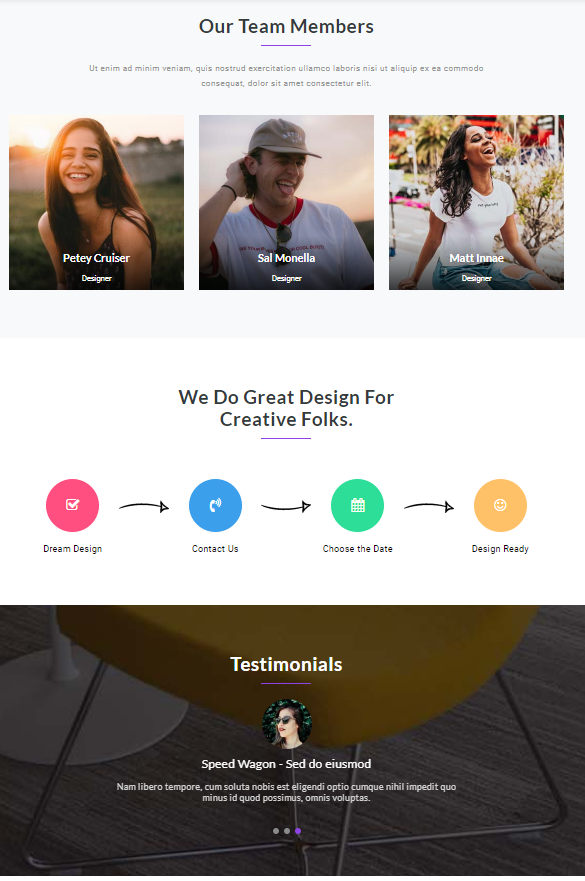 Our Team Members
Ut enim ad minim veniam, quis nostrud exercitation ullamco laboris nisi ut aliquip ex ea commodo
consequat, dolor sit amet consectetur elit.
Petey Cruiser
Designer
Sal Monella
Designer
Matt Innae
Designer
We Do Great Design For
Creative Folks.
Dream Design
Contact Us
Choose the Date
Design Ready
Testimonials
Speed Wagon - Sed do eiusmod
Nam libero tempore, cum soluta nobis est eligendi optio cumque nihil impedit quo
minus id quod possimus, omnis voluptas.